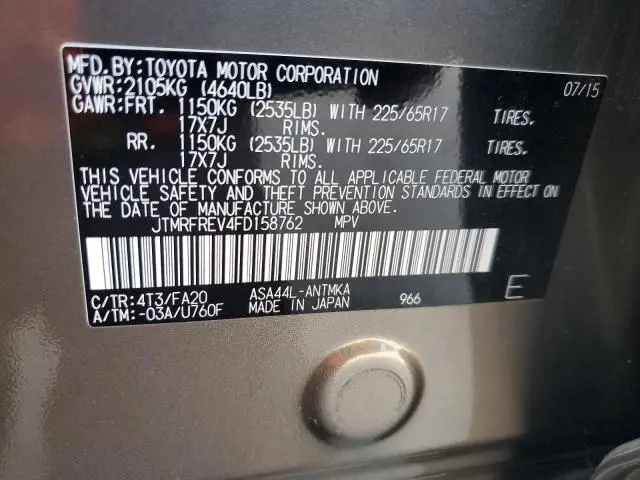 MFD.BY:TOYOTA MOTOR CORPORATION 07/15
GVWR:2105KG (4640LB)
GAWR:FRT. 1150KG (2535LB) WITH 225/65R17 TIRES.
17X7J RIMS.
RR. 1150KG (2535LB) WITH 225/65R17 TIRES.
17X7J RIMS.
THIS VEHICLE CONFORMS TO ALL APPLICABLE FEDERAL MOTOR
VEHICLE SAFETY AND THEFT PREVENTION STANDARDS IN EFFECT ON
THE DATE OF MANUFACTURE SHOWN ABOVE.
JTMRFREV4FD158762 MPV
C/TR:4T3/FA20 ASA44L-ANTMKA E
A/TM:-03A/U760F MADE IN JAPAN 966